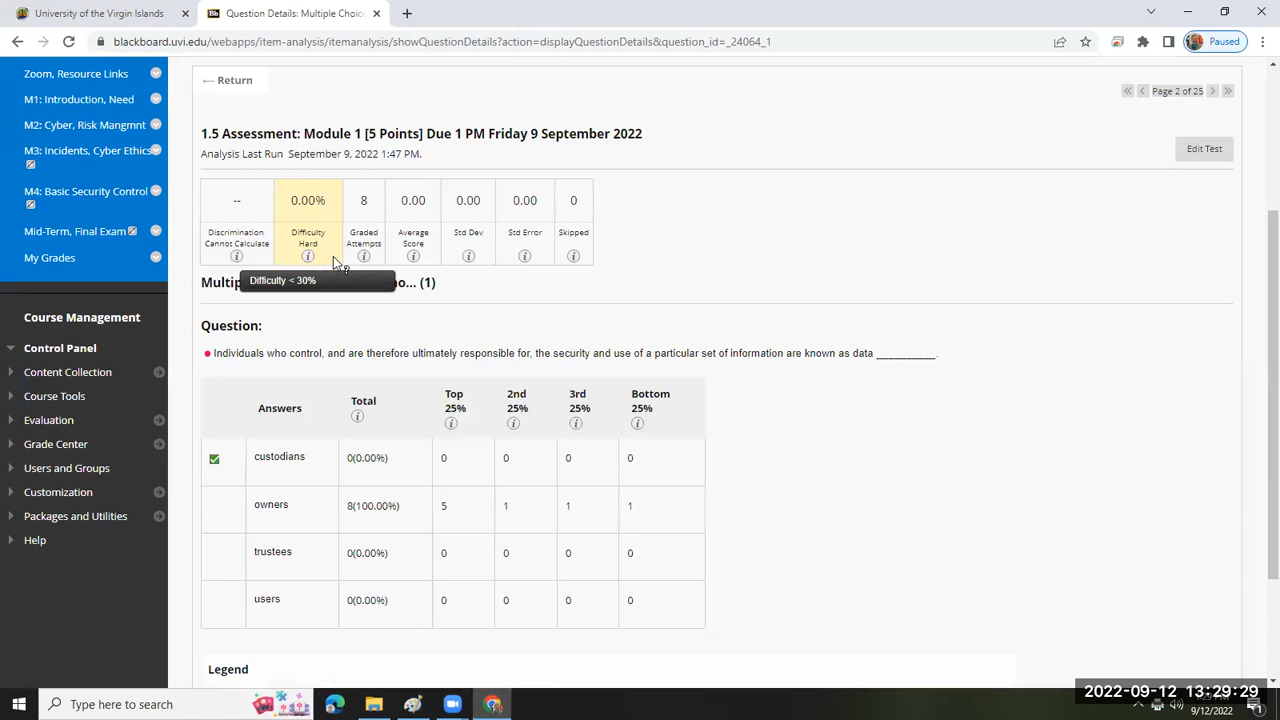 University of the Virgin Islands
Question Details: Multiple Choic
blackboard.uvi.edu/webapps/item-analysis/itemanalysis/showQuestionDetails?action=displayQuestionDetails&question_id=_24064_1
Paused
Zoom, Resource Links
M1: Introduction, Need
M2: Cyber, Risk Mangmnt
M3: Incidents, Cyber Ethics
M4: Basic Security Control
Mid-Term, Final Exam
My Grades
Course Management
Control Panel
Content Collection
Course Tools
Evaluation
Grade Center
Users and Groups
Customization
Packages and Utilities
Help
← Return
Page 2 of 25
1.5 Assessment: Module 1 [5 Points] Due 1 PM Friday 9 September 2022
Analysis Last Run September 9, 2022 1:47 PM.
Edit Test
-- 0.00% 8 0.00 0.00 0.00 0
Discrimination Difficulty Graded Average Std Dev Std Error Skipped
Cannot Calculate Hard Attempts Score
Difficulty < 30%
Multip o... (1)
Question:
Individuals who control, and are therefore ultimately responsible for, the security and use of a particular set of information are known as data __________.
Answers Total Top 25% 2nd 25% 3rd 25% Bottom 25%
custodians 0(0.00%) 0 0 0 0
owners 8(100.00%) 5 1 1 1
trustees 0(0.00%) 0 0 0 0
users 0(0.00%) 0 0 0 0
Legend
Type here to search
2022-09-12 13:29:29
9/12/2022